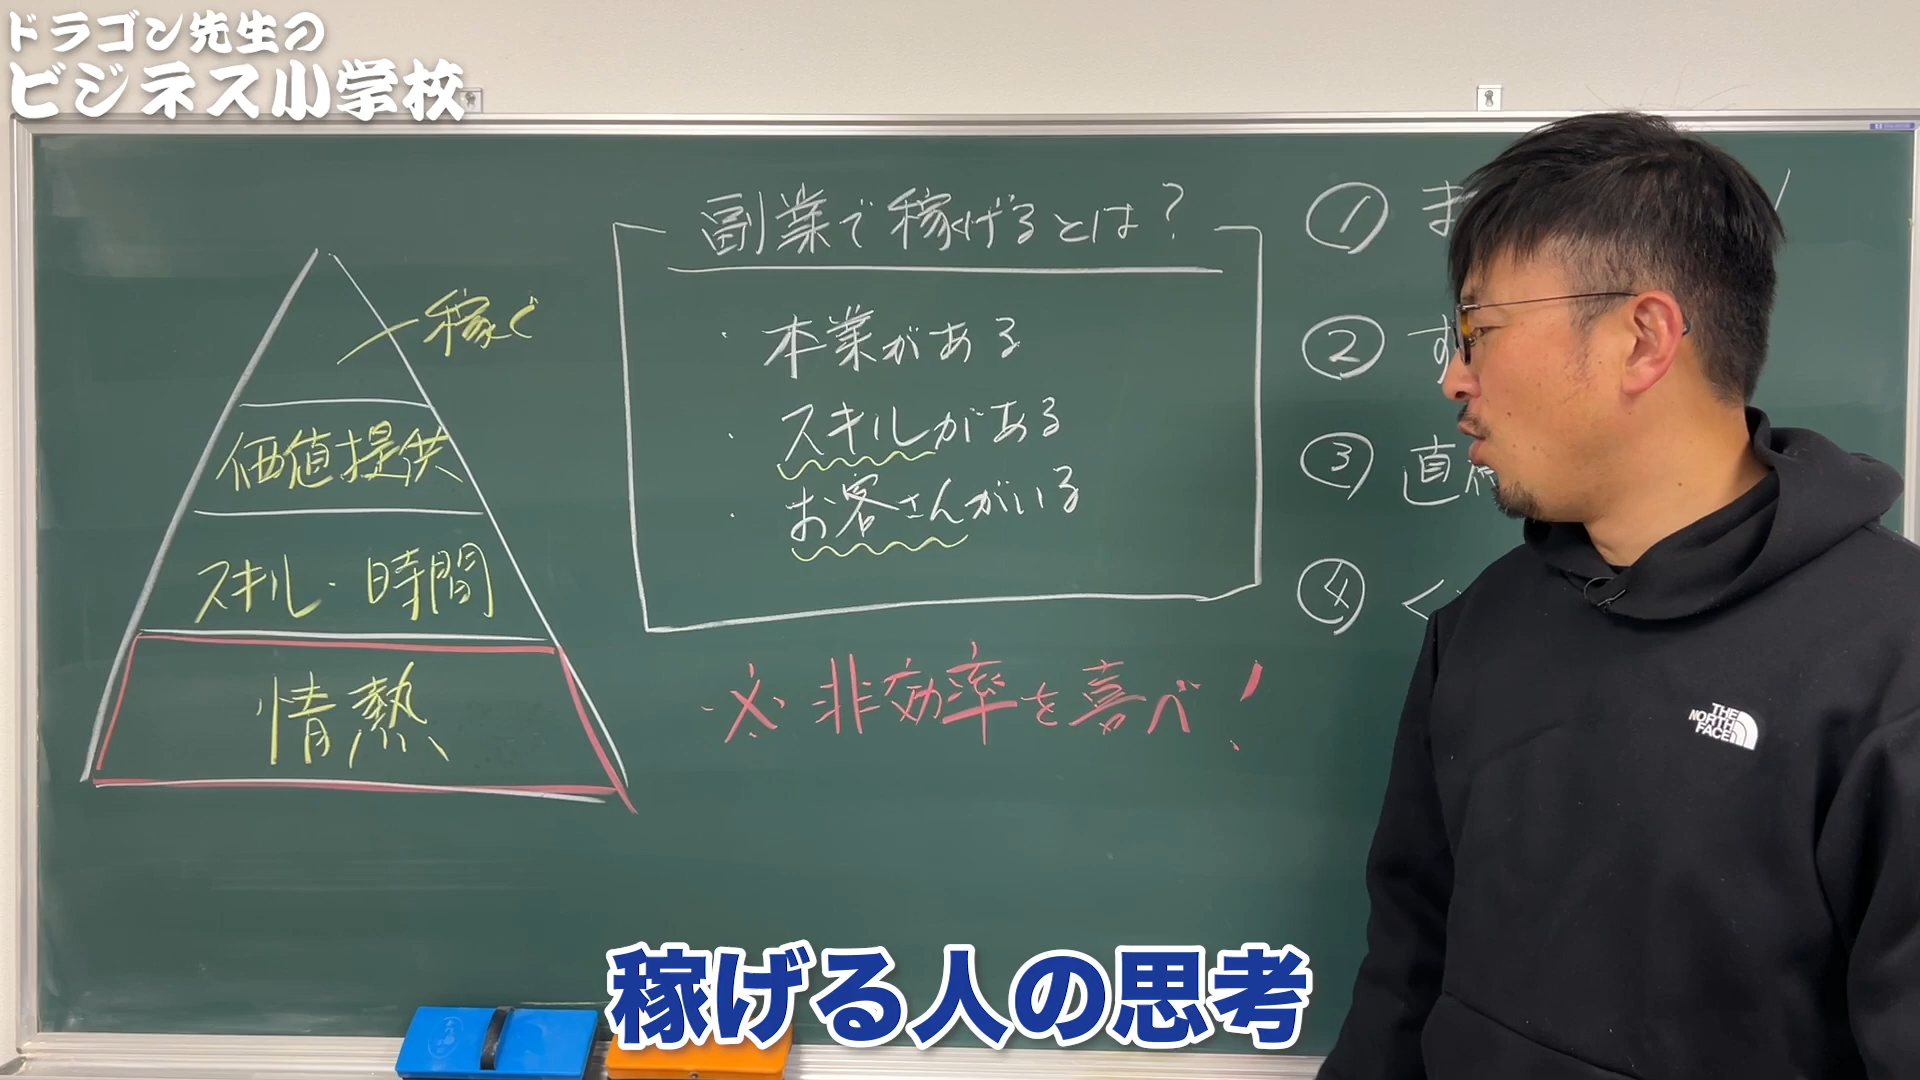 ドラゴン先生の
ビジネス小学校
稼ぐ
価値提供
スキル・時間
情熱
副業で稼げるとは?
・本業がある
・スキルがある
・お客さんがいる
※非効率を喜べ!
①
②す
③直
④く
THE
NORTH
FACE
稼げる人の思考